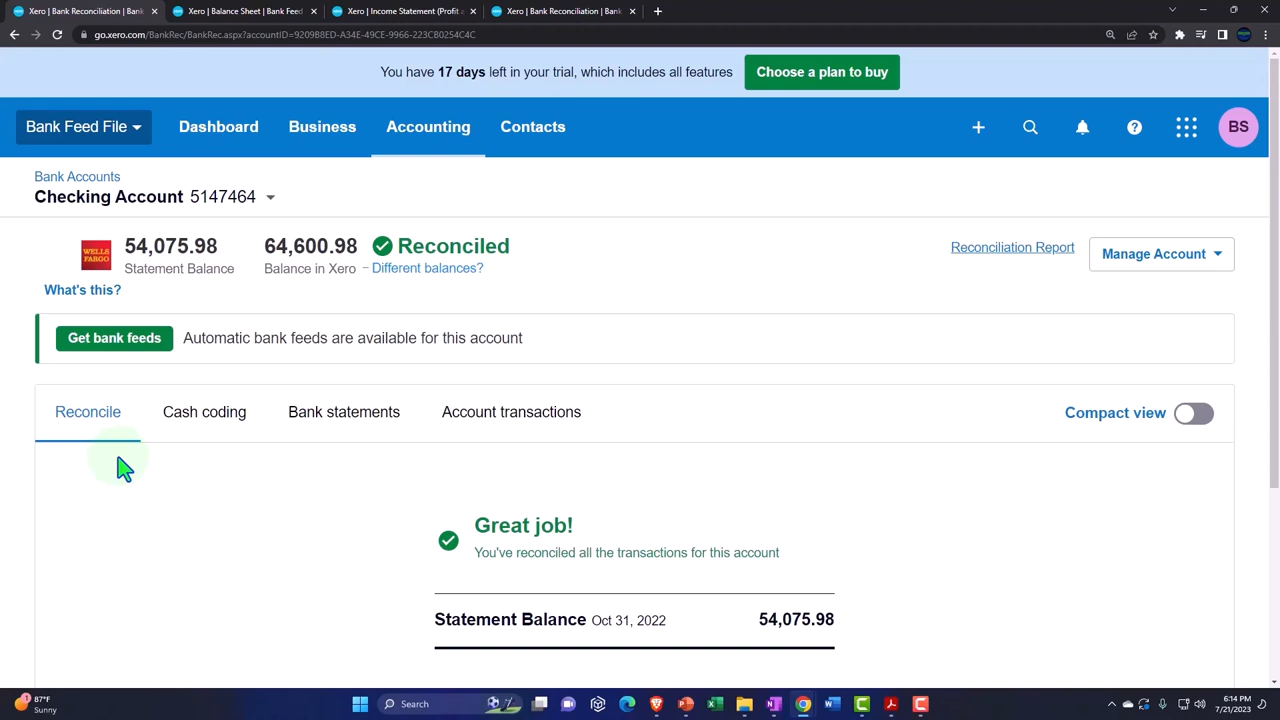 Xero | Bank Reconciliation | Bank
Xero | Balance Sheet | Bank Feed
Xero | Income Statement (Profit a
Xero | Bank Reconciliation | Bank
go.xero.com/BankRec/BankRec.aspx?accountID=9209B8ED-A34E-49CE-9966-223CB0254C4C
You have 17 days left in your trial, which includes all features
Choose a plan to buy
Bank Feed File
Dashboard
Business
Accounting
Contacts
BS
Bank Accounts
Checking Account 5147464
WELLS FARGO
54,075.98
Statement Balance
64,600.98
Balance in Xero
Reconciled
- Different balances?
What's this?
Reconciliation Report
Manage Account
Get bank feeds
Automatic bank feeds are available for this account
Reconcile
Cash coding
Bank statements
Account transactions
Compact view
Great job!
You've reconciled all the transactions for this account
Statement Balance Oct 31, 2022 54,075.98
87°F
Sunny
Search
6:14 PM
7/21/2023